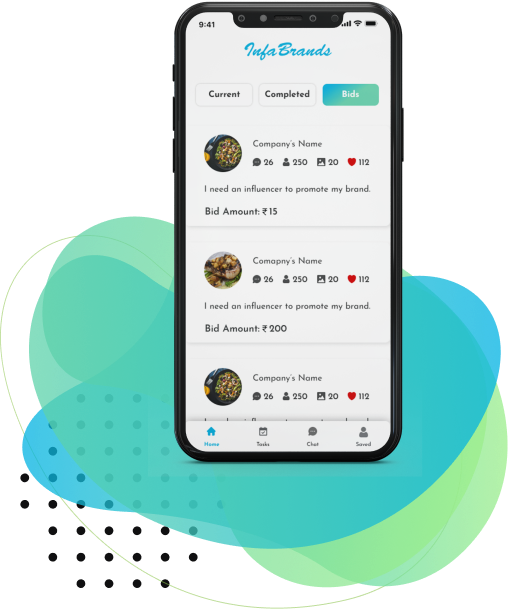 9:41
InfaBrands
Current Completed Bids
Company's Name
26 250 20 112
I need an influencer to promote my brand.
Bid Amount: ₹15
Comapny's Name
26 250 20 112
I need an influencer to promote my brand.
Bid Amount: ₹200
Company's Name
26 250 20 112
Home Tasks Chat Saved